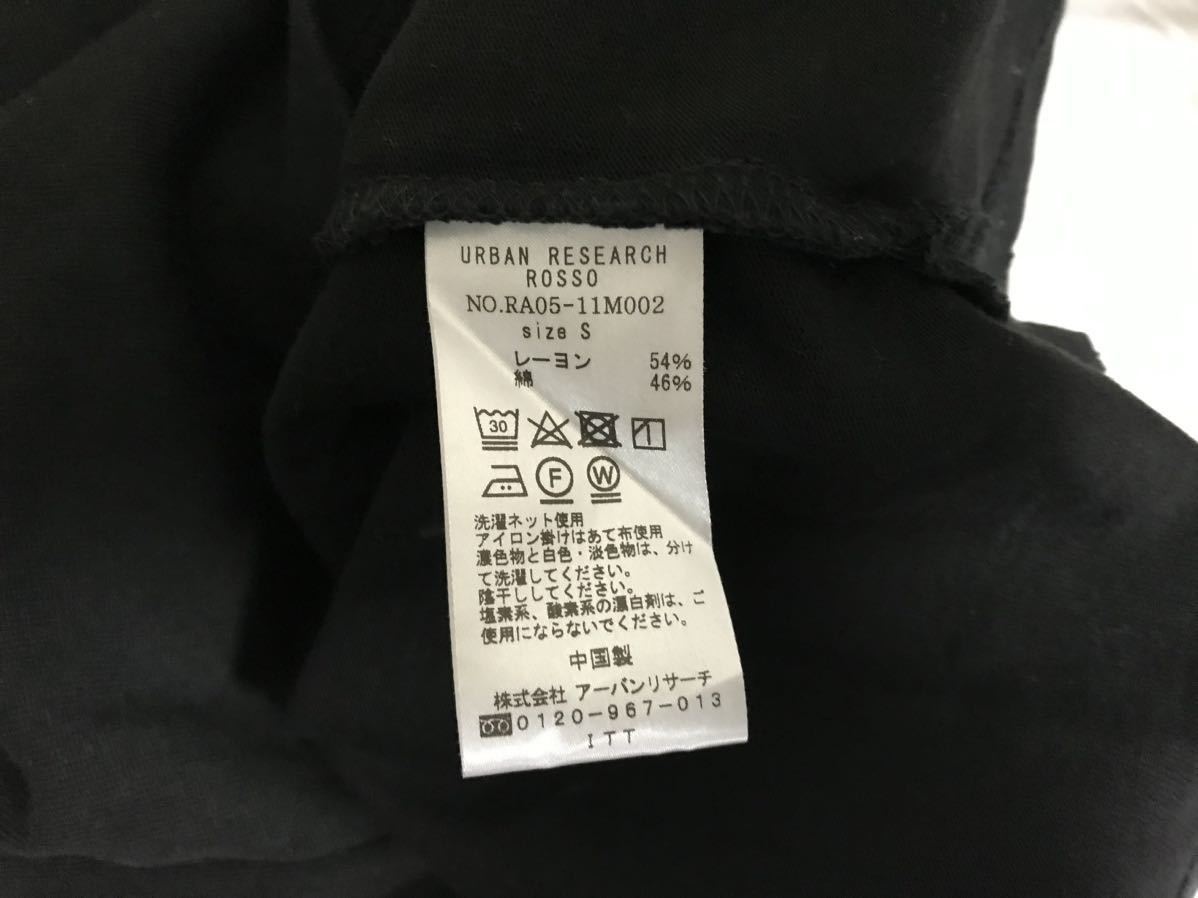 URBAN RESEARCH
ROSSO
NO.RA05-11M002
size S
レーヨン 54%
綿 46%
30
F W
洗濯ネット使用
アイロン掛けはあて布使用
濃色物と白色・淡色物は、分け
て洗濯してください。
陰干ししてください。
塩素系、酸素系の漂白剤は、ご
使用にならないでください。
中国製
株式会社 アーバンリサーチ
0120-967-013
ITT